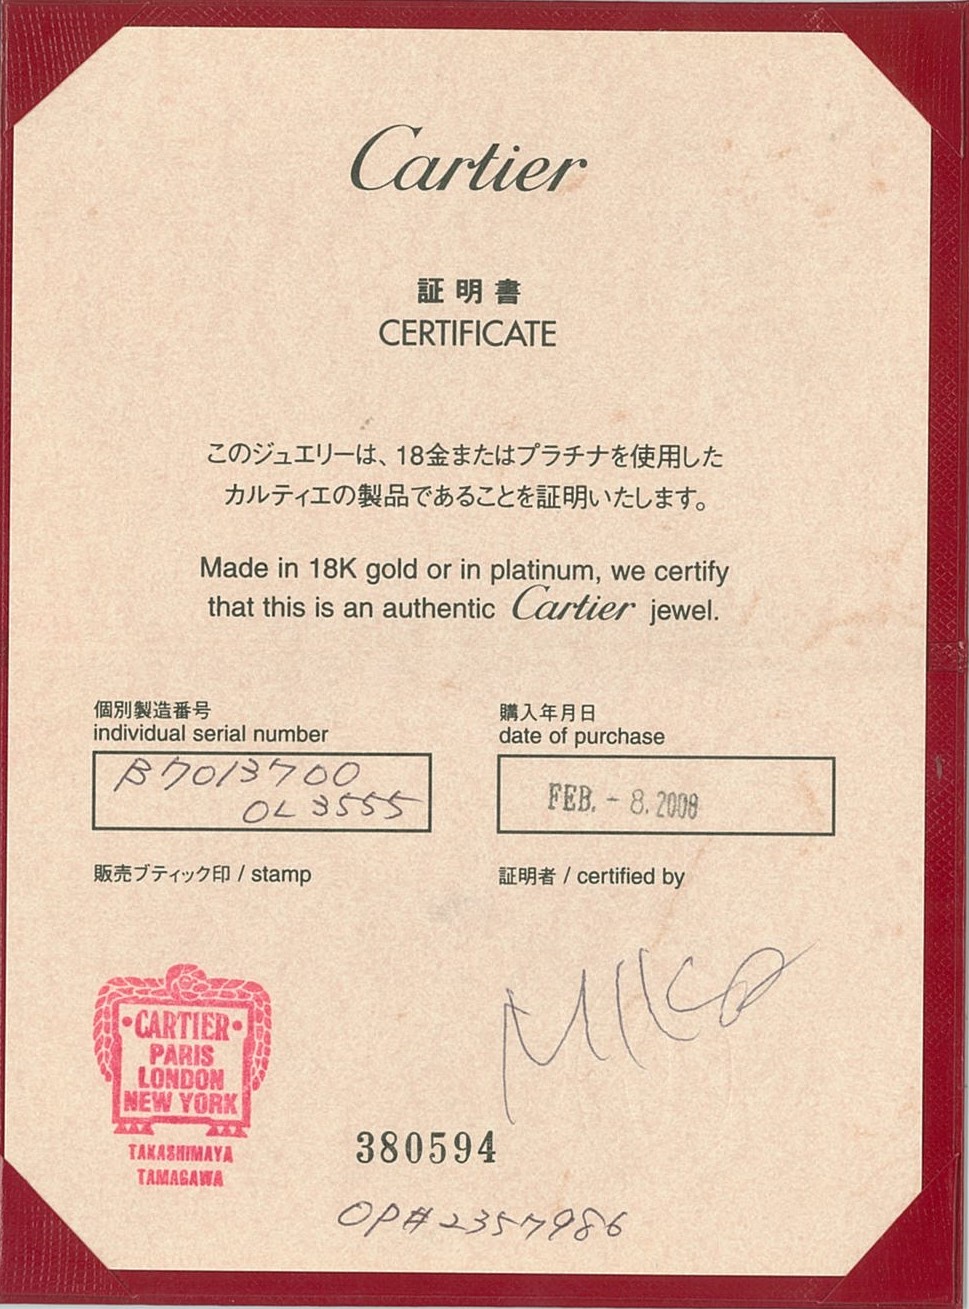 Cartier
証明書
CERTIFICATE
このジュエリーは、18金またはプラチナを使用した
カルティエの製品であることを証明いたします。
Made in 18K gold or in platinum, we certify
that this is an authentic Cartier jewel.
個別製造番号
individual serial number
B7013700
OL 3555
購入年月日
date of purchase
FEB. - 8. 2008
販売ブティック印 / stamp
証明者 / certified by
•CARTIER•
PARIS
LONDON
NEW YORK
TAKASHIMAYA
TAMAGAWA
380594
OP# 2357986